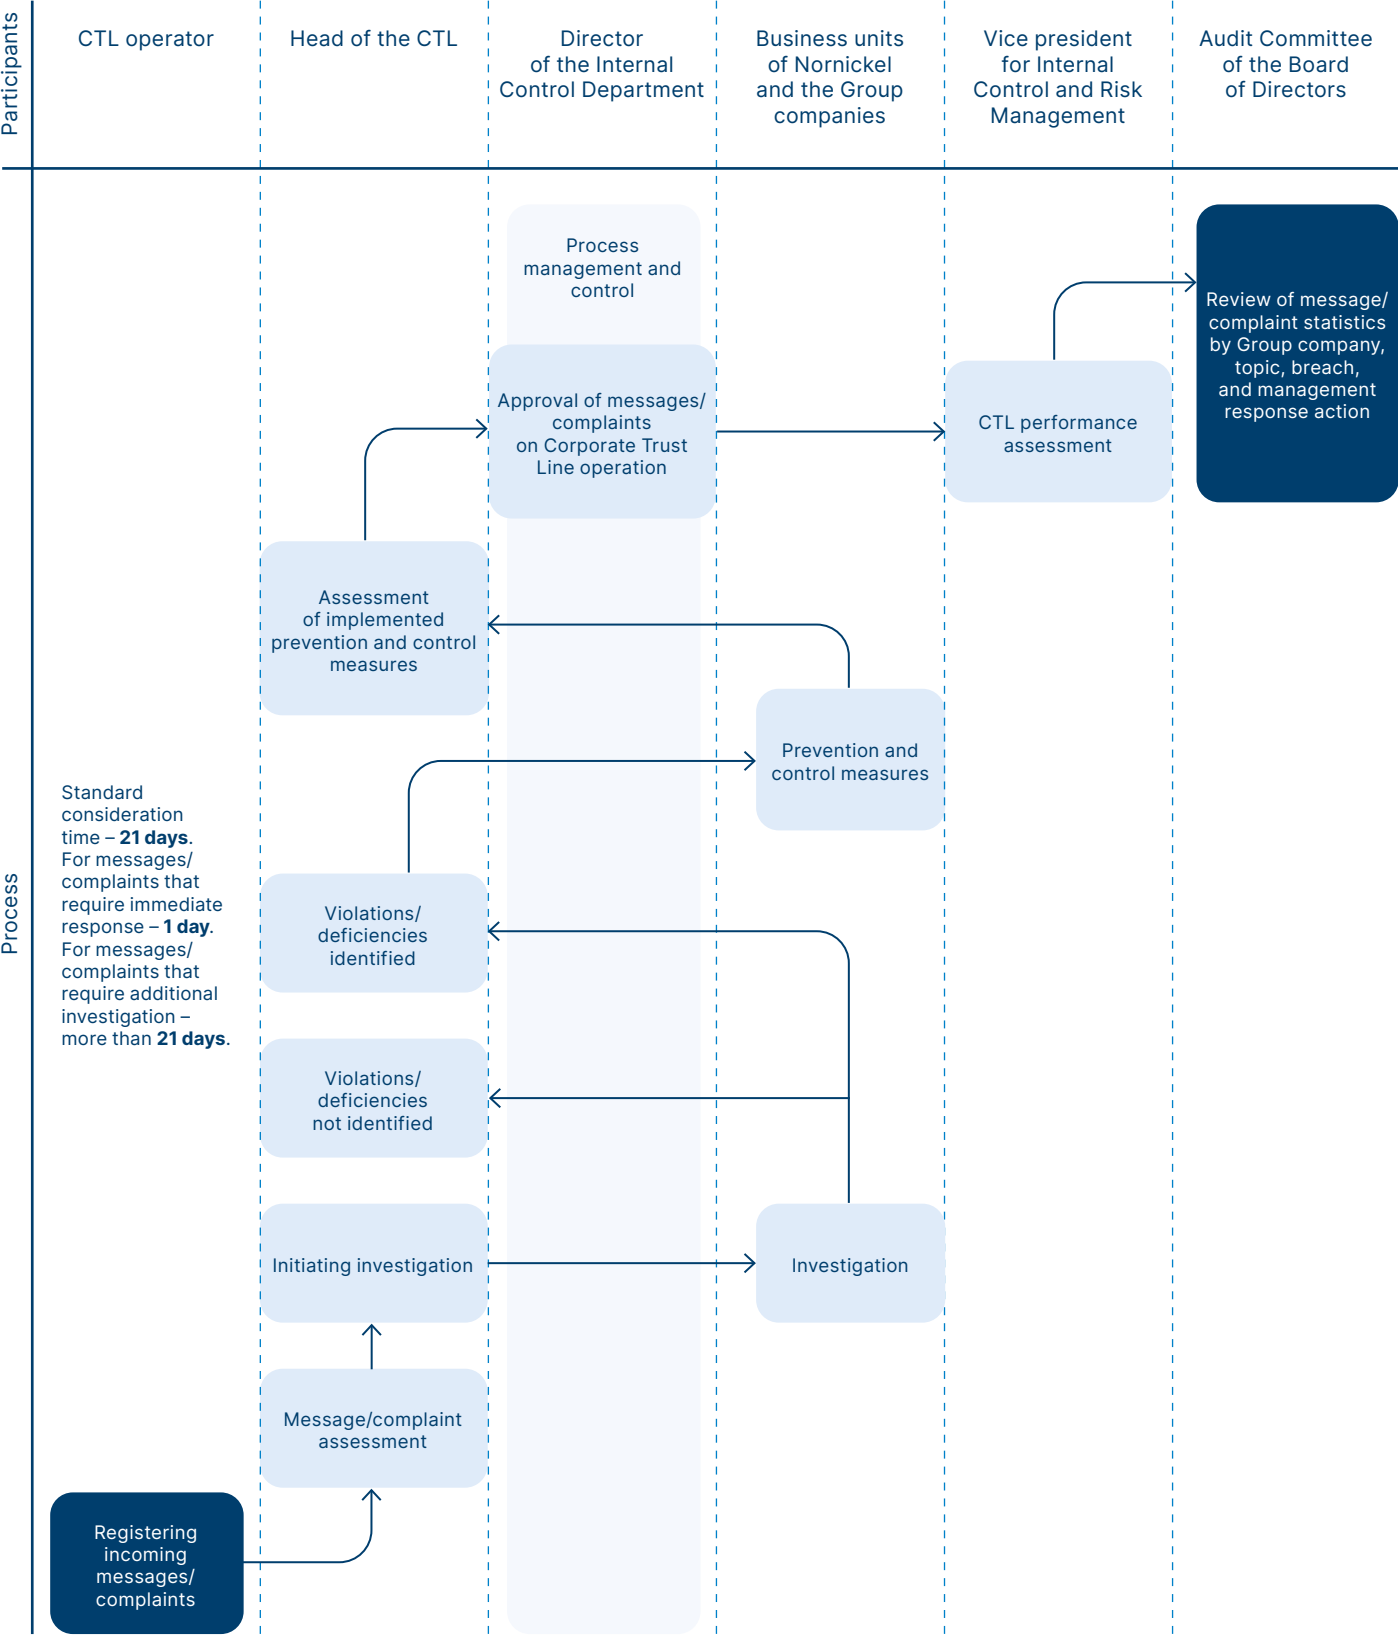 Participants
CTL operator
Head of the CTL
Director
of the Internal
Control Department
Business units
of Nornickel
and the Group
companies
Vice president
for Internal
Control and Risk
Management
Audit Committee
of the Board
of Directors
Process
Process
management and
control
Review of message/
complaint statistics
by Group company,
topic, breach,
and management
response action
Approval of messages/
complaints
on Corporate Trust
Line operation
CTL performance
assessment
Assessment
of implemented
prevention and control
measures
Prevention and
control measures
Standard
consideration
time – 21 days.
For messages/
complaints that
require immediate
response – 1 day.
For messages/
complaints that
require additional
investigation –
more than 21 days.
Violations/
deficiencies
identified
Violations/
deficiencies
not identified
Initiating investigation
Investigation
Message/complaint
assessment
Registering
incoming
messages/
complaints